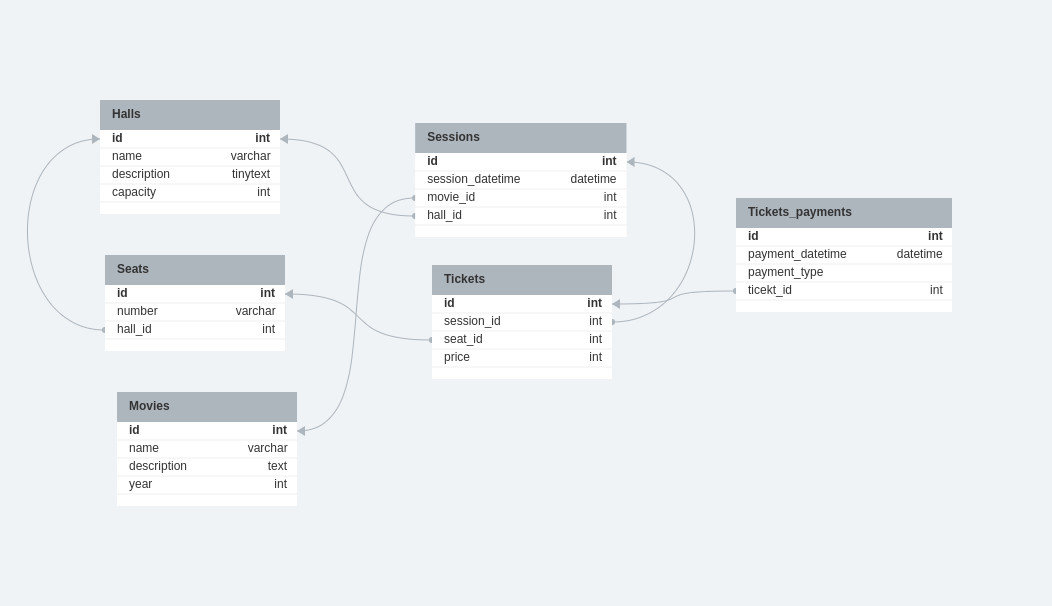 Halls
id int
name varchar
description tinytext
capacity int
Seats
id int
number varchar
hall_id int
Movies
id int
name varchar
description text
year int
Sessions
id int
session_datetime datetime
movie_id int
hall_id int
Tickets
id int
session_id int
seat_id int
price int
Tickets_payments
id int
payment_datetime datetime
payment_type
ticekt_id int